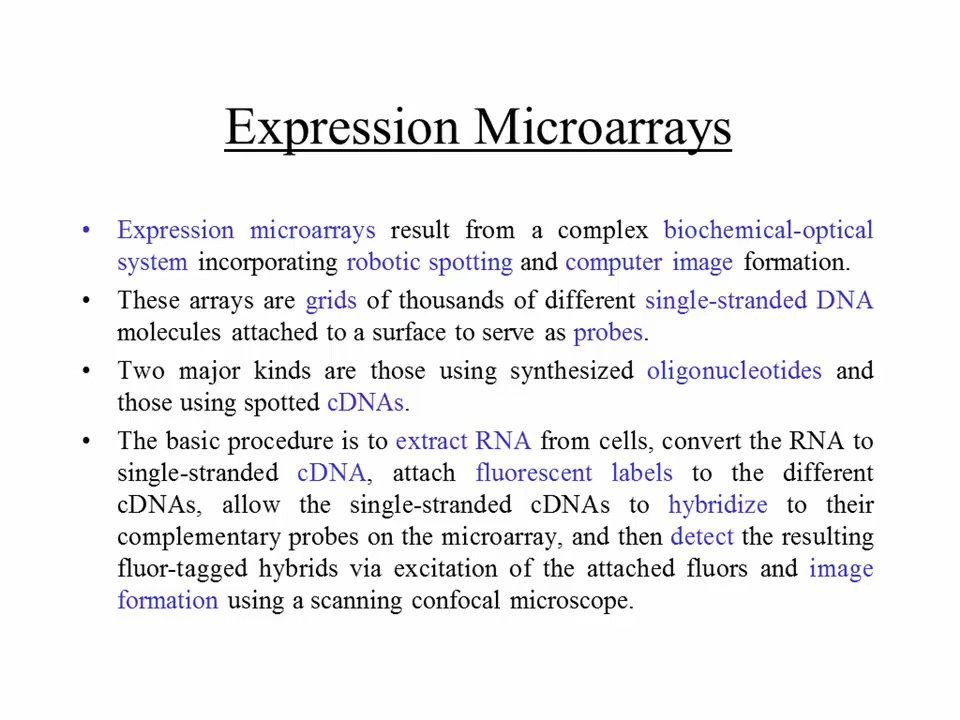 Expression Microarrays
• Expression microarrays result from a complex biochemical-optical
system incorporating robotic spotting and computer image formation.
• These arrays are grids of thousands of different single-stranded DNA
molecules attached to a surface to serve as probes.
• Two major kinds are those using synthesized oligonucleotides and
those using spotted cDNAs.
• The basic procedure is to extract RNA from cells, convert the RNA to
single-stranded cDNA, attach fluorescent labels to the different
cDNAs, allow the single-stranded cDNAs to hybridize to their
complementary probes on the microarray, and then detect the resulting
fluor-tagged hybrids via excitation of the attached fluors and image
formation using a scanning confocal microscope.